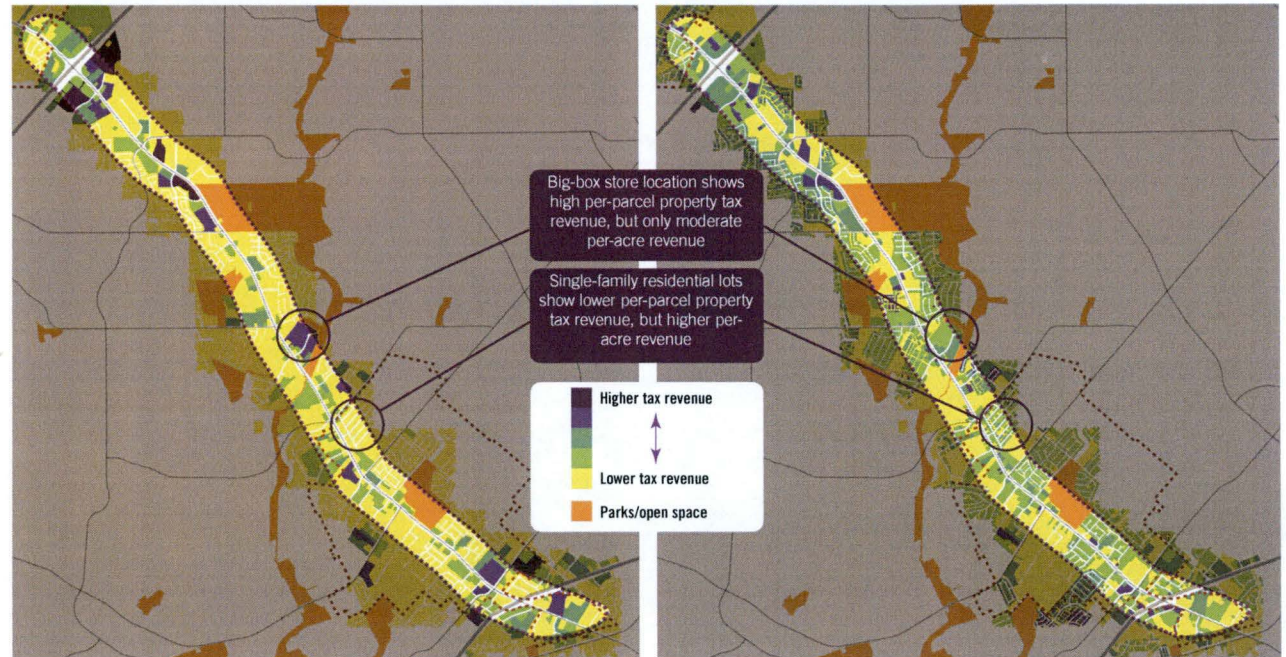 Big-box store location shows
high per-parcel property tax
revenue, but only moderate
per-acre revenue
Single-family residential lots
show lower per-parcel property
tax revenue, but higher per-
acre revenue
Higher tax revenue
Lower tax revenue
Parks/open space